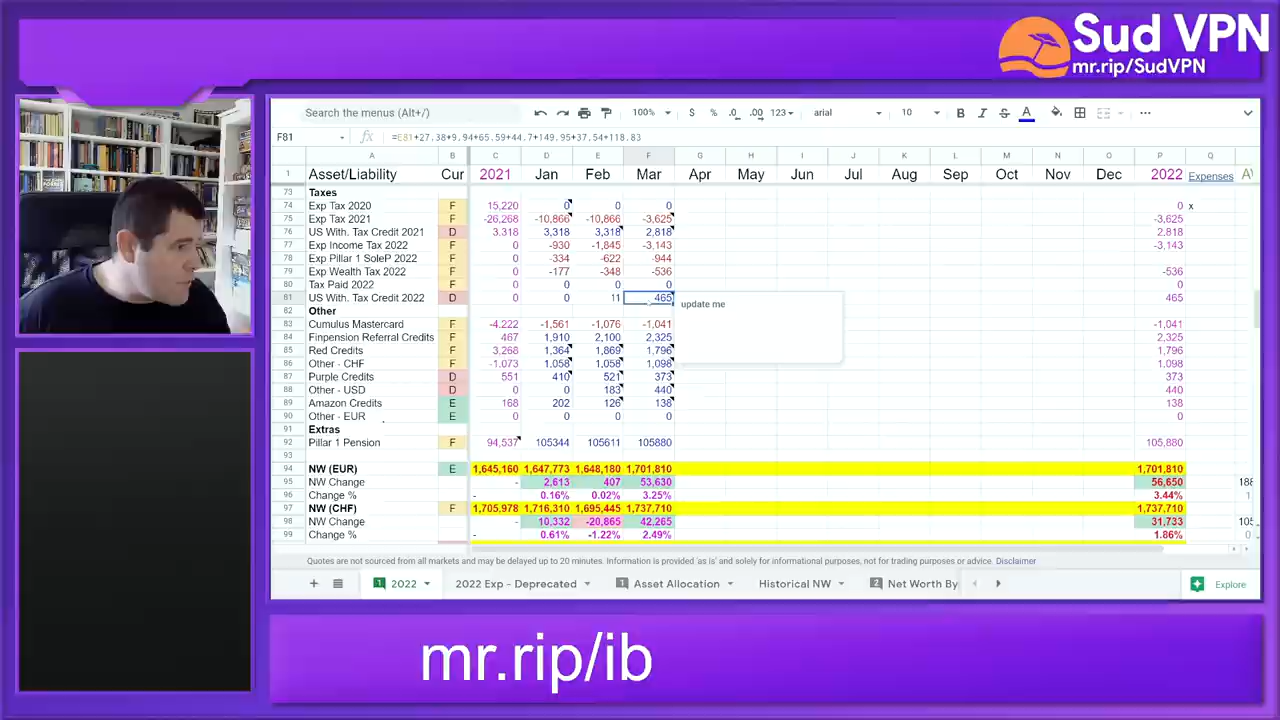 Sud VPN
mr.rip/SudVPN
Search the menus (Alt+/) 100% $ % .0 .00 123 arial 10 B I S A
F81 fx =E81+27.38+9.94+65.59+44.7+149.95+37.54+118.83
A B C D E F G H I J K L M N O P Q
1 Asset/Liability Cur 2021 Jan Feb Mar Apr May Jun Jul Aug Sep Oct Nov Dec 2022 Expenses
73 Taxes
74 Exp Tax 2020 F 15,220 0 0 0 0 x
75 Exp Tax 2021 F -26,268 -10,866 -10,866 -3,625 -3,625
76 US With. Tax Credit 2021 D 3,318 3,318 3,318 2,818 2,818
77 Exp Income Tax 2022 F 0 -930 -1,845 -3,143 -3,143
78 Exp Pillar 1 SoleP 2022 F 0 -334 -622 -944
79 Exp Wealth Tax 2022 F 0 -177 -348 -536 -536
80 Tax Paid 2022 F 0 0 0 0 0
81 US With. Tax Credit 2022 D 0 0 11 465 465
update me
82 Other
83 Cumulus Mastercard F -4,222 -1,561 -1,076 -1,041 -1,041
84 Finpension Referral Credits F 467 1,910 2,100 2,325 2,325
85 Red Credits F 3,268 1,364 1,869 1,796 1,796
86 Other - CHF F -1,073 1,058 1,058 1,098 1,098
87 Purple Credits D 551 410 521 373 373
88 Other - USD D 0 0 183 440 440
89 Amazon Credits E 168 202 126 138 138
90 Other - EUR E 0 0 0 0 0
91 Extras
92 Pillar 1 Pension F 94,537 105344 105611 105880 105,880
93
94 NW (EUR) E 1,645,160 1,647,773 1,648,180 1,701,810 1,701,810
95 NW Change - 2,613 407 53,630 56,650
96 Change % - 0.16% 0.02% 3.25% 3.44%
97 NW (CHF) F 1,705,978 1,716,310 1,695,445 1,737,710 1,737,710
98 NW Change - 10,332 -20,865 42,265 31,733
99 Change % - 0.61% -1.22% 2.49% 1.86%
Quotes are not sourced from all markets and may be delayed up to 20 minutes. Information is provided 'as is' and solely for informational purposes, not for trading purposes or advice. Disclaimer
1 2022 2022 Exp - Deprecated 1 Asset Allocation Historical NW 2 Net Worth By Explore
mr.rip/ib